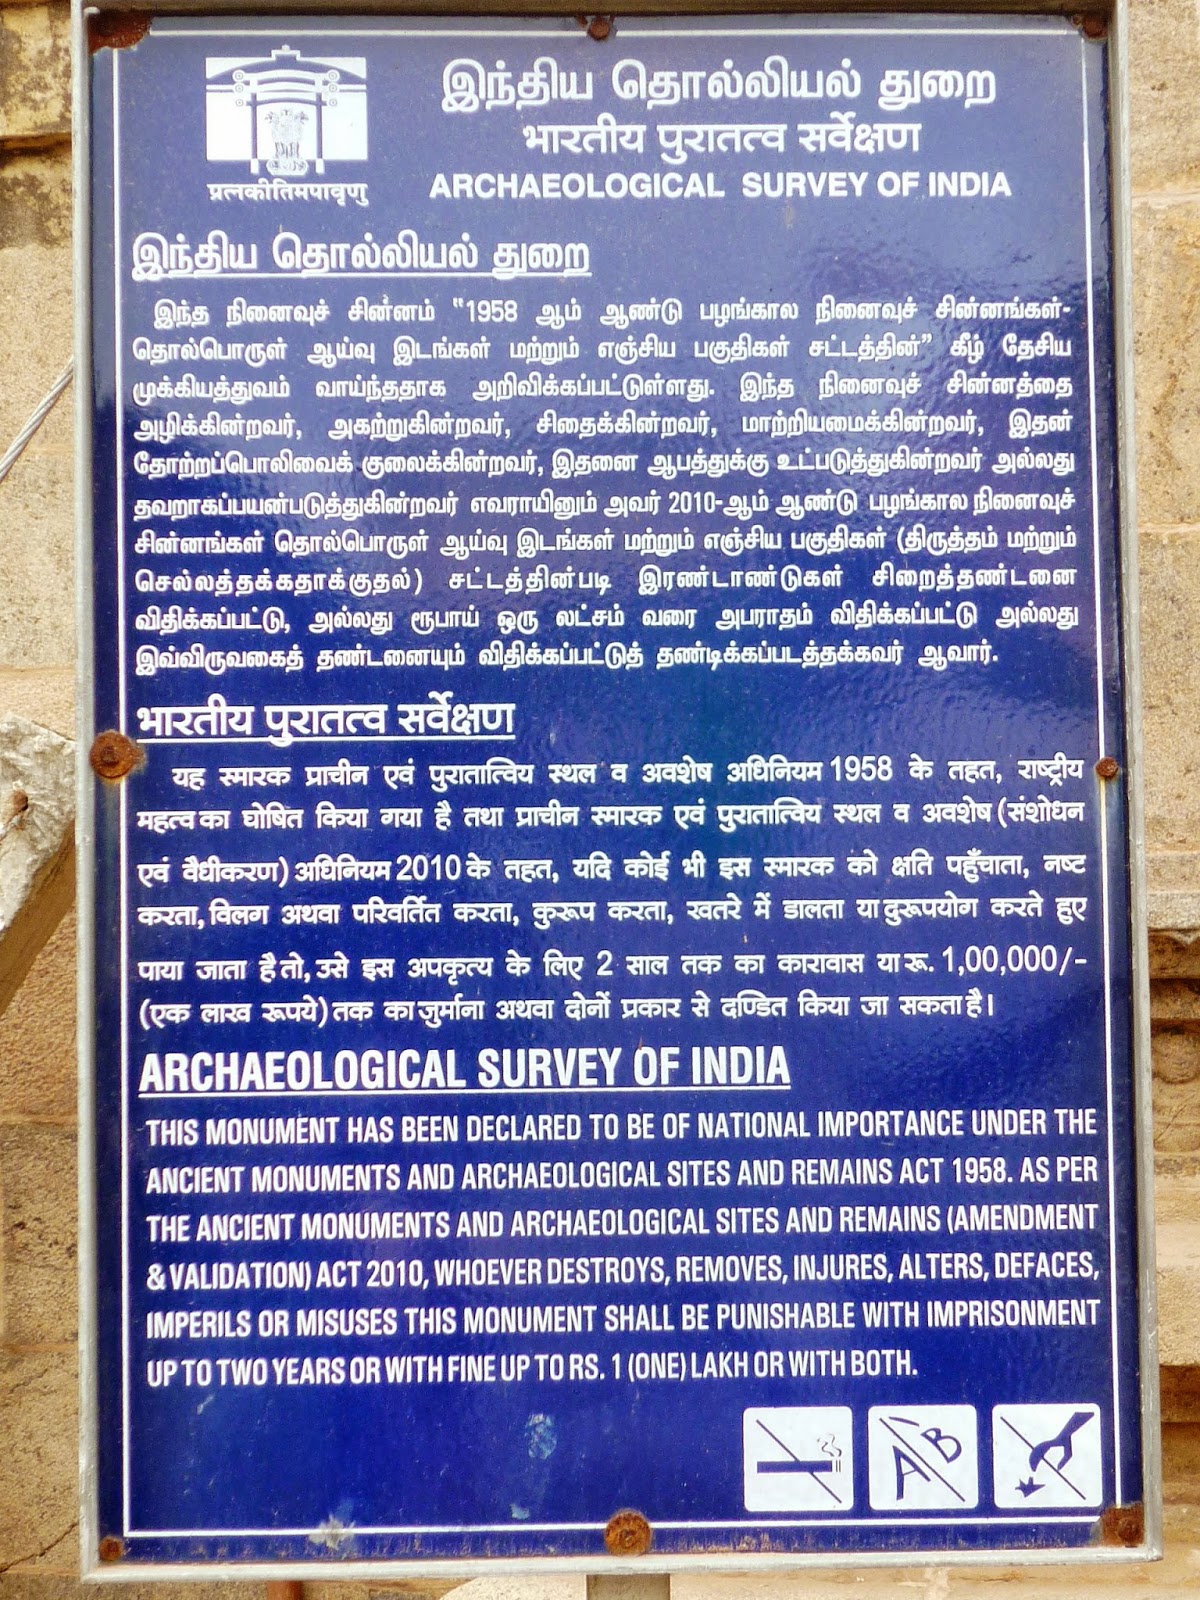 இந்திய தொல்லியல் துறை
भारतीय पुरातत्व सर्वेक्षण
ARCHAEOLOGICAL SURVEY OF INDIA
प्रत्नकीर्तिमपावृणु
இந்திய தொல்லியல் துறை
இந்த நினைவுச் சின்னம் "1958 ஆம் ஆண்டு பழங்கால நினைவுச் சின்னங்கள்-
தொல்பொருள் ஆய்வு இடங்கள் மற்றும் எஞ்சிய பகுதிகள் சட்டத்தின்" கீழ் தேசிய
முக்கியத்துவம் வாய்ந்ததாக அறிவிக்கப்பட்டுள்ளது. இந்த நினைவுச் சின்னத்தை
அழிக்கின்றவர், அகற்றுகின்றவர், சிதைக்கின்றவர், மாற்றியமைக்கின்றவர், இதன்
தோற்றப்பொலிவைக் குலைக்கின்றவர், இதனை ஆபத்துக்கு உட்படுத்துகின்றவர் அல்லது
தவறாகப்பயன்படுத்துகின்றவர் எவராயினும் அவர் 2010-ஆம் ஆண்டு பழங்கால நினைவுச்
சின்னங்கள் தொல்பொருள் ஆய்வு இடங்கள் மற்றும் எஞ்சிய பகுதிகள் (திருத்தம் மற்றும்
செல்லத்தக்கதாக்குதல்) சட்டத்தின்படி இரண்டாண்டுகள் சிறைத்தண்டனை
விதிக்கப்பட்டு, அல்லது ரூபாய் ஒரு லட்சம் வரை அபராதம் விதிக்கப்பட்டு அல்லது
இவ்விருவகைத் தண்டனையும் விதிக்கப்பட்டுத் தண்டிக்கப்படத்தக்கவர் ஆவார்.
भारतीय पुरातत्व सर्वेक्षण
यह स्मारक प्राचीन एवं पुरातात्विय स्थल व अवशेष अधिनियम 1958 के तहत, राष्ट्रीय
महत्व का घोषित किया गया है तथा प्राचीन स्मारक एवं पुरातात्विय स्थल व अवशेष (संशोधन
एवं वैधीकरण) अधिनियम 2010 के तहत, यदि कोई भी इस स्मारक को क्षति पहुँचाता, नष्ट
करता, विलग अथवा परिवर्तित करता, कुरूप करता, खतरे में डालता या दुरूपयोग करते हुए
पाया जाता है तो, उसे इस अपकृत्य के लिए 2 साल तक का कारावास या रू. 1,00,000/-
(एक लाख रूपये) तक का जुर्माना अथवा दोनों प्रकार से दण्डित किया जा सकता है।
ARCHAEOLOGICAL SURVEY OF INDIA
THIS MONUMENT HAS BEEN DECLARED TO BE OF NATIONAL IMPORTANCE UNDER THE
ANCIENT MONUMENTS AND ARCHAEOLOGICAL SITES AND REMAINS ACT 1958. AS PER
THE ANCIENT MONUMENTS AND ARCHAEOLOGICAL SITES AND REMAINS (AMENDMENT
& VALIDATION) ACT 2010, WHOEVER DESTROYS, REMOVES, INJURES, ALTERS, DEFACES,
IMPERILS OR MISUSES THIS MONUMENT SHALL BE PUNISHABLE WITH IMPRISONMENT
UP TO TWO YEARS OR WITH FINE UP TO RS. 1 (ONE) LAKH OR WITH BOTH.
AB